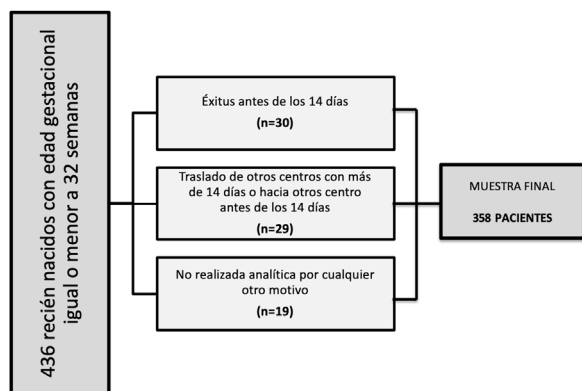 436 recién nacidos con edad gestacional
igual o menor a 32 semanas
Éxitus antes de los 14 días
(n=30)
Traslado de otros centros con más
de 14 días o hacia otros centro
antes de los 14 días
(n=29)
No realizada analítica por cualquier
otro motivo
(n=19)
MUESTRA FINAL
358 PACIENTES